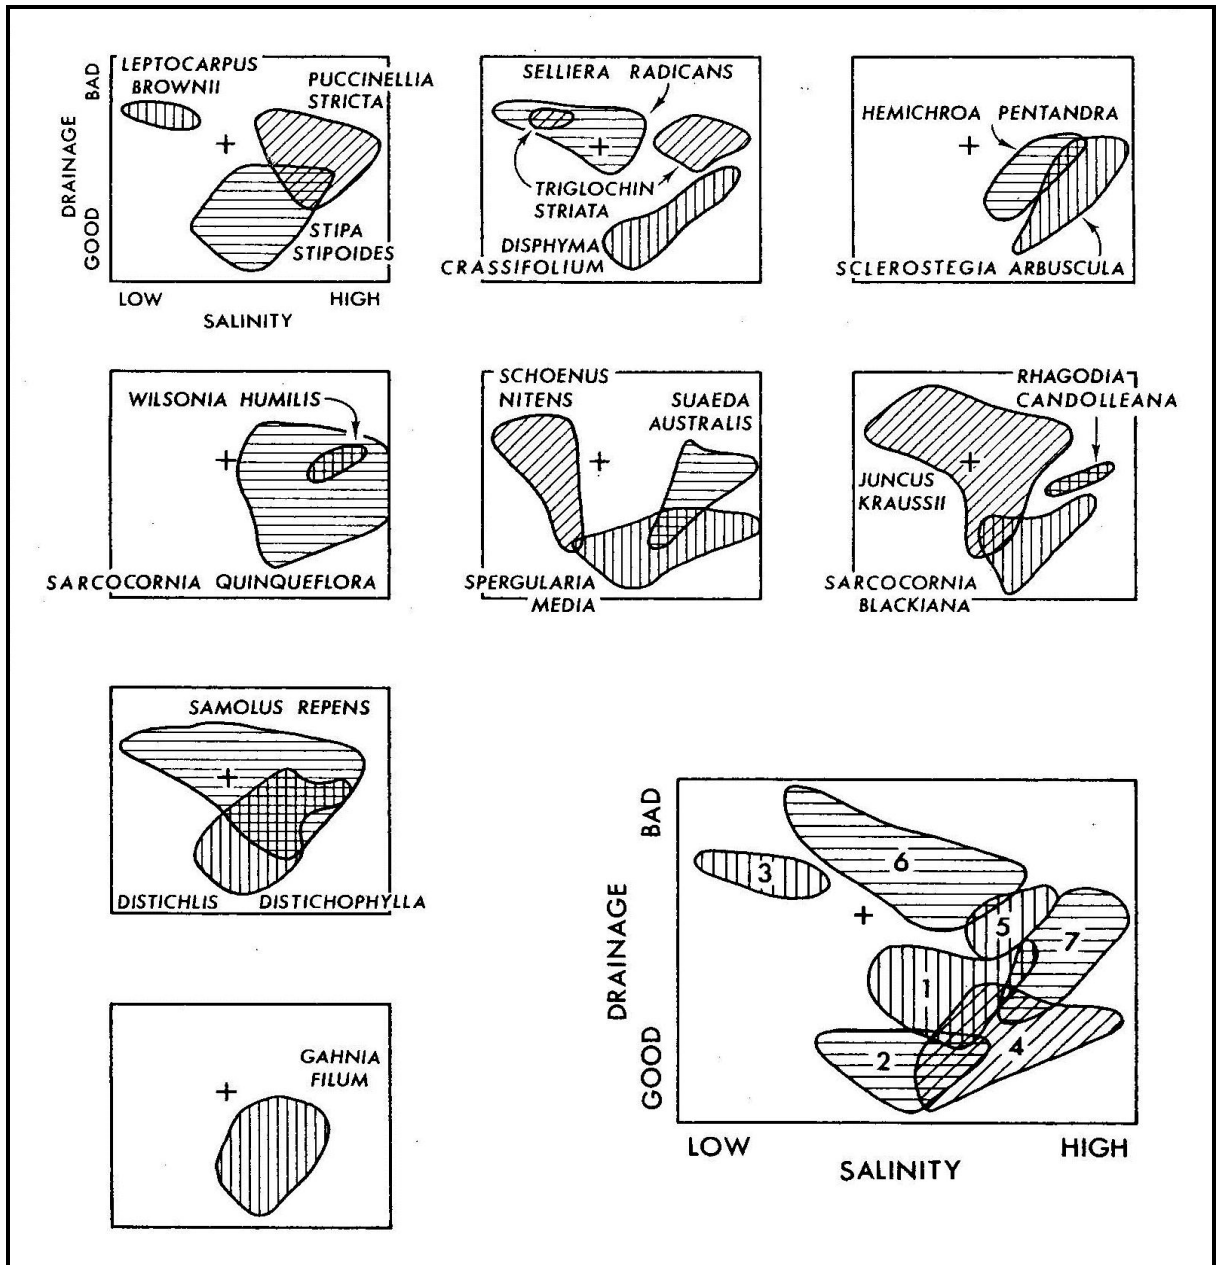 LEPTOCARPUS
BROWNII
PUCCINELLIA
STRICTA
BAD
DRAINAGE
GOOD
STIPA
STIPOIDES
LOW
HIGH
SALINITY
SELLIERA RADICANS
TRIGLOCHIN
STRIATA
DISPHYMA
CRASSIFOLIUM
HEMICHROA PENTANDRA
SCLEROSTEGIA ARBUSCULA
WILSONIA HUMILIS
SARCOCORNIA QUINQUEFLORA
SCHOENUS
NITENS
SUAEDA
AUSTRALIS
SPERGULARIA
MEDIA
RHAGODIA
CANDOLLEANA
JUNCUS
KRAUSSII
SARCOCORNIA
BLACKIANA
SAMOLUS REPENS
DISTICHLIS DISTICHOPHYLLA
GAHNIA
FILUM
BAD
DRAINAGE
GOOD
3
6
5
7
1
2
4
LOW
HIGH
SALINITY